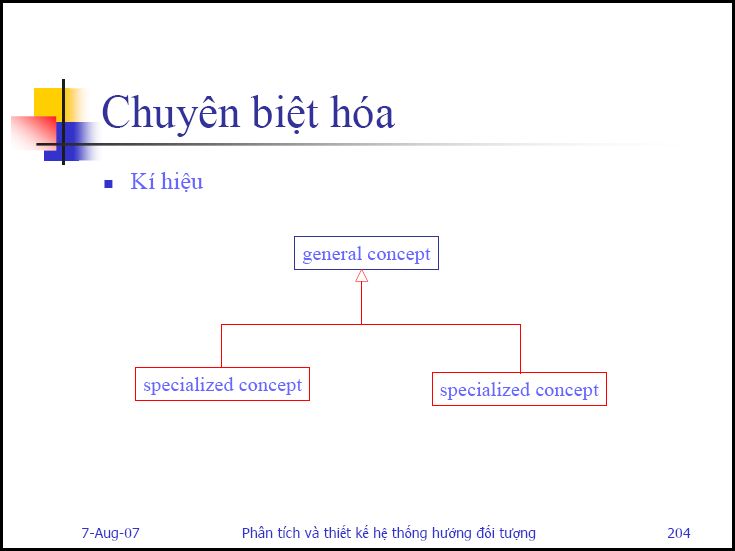 Chuyên biệt hóa
Kí hiệu
general concept
specialized concept
specialized concept
7-Aug-07
Phân tích và thiết kế hệ thống hướng đối tượng
204